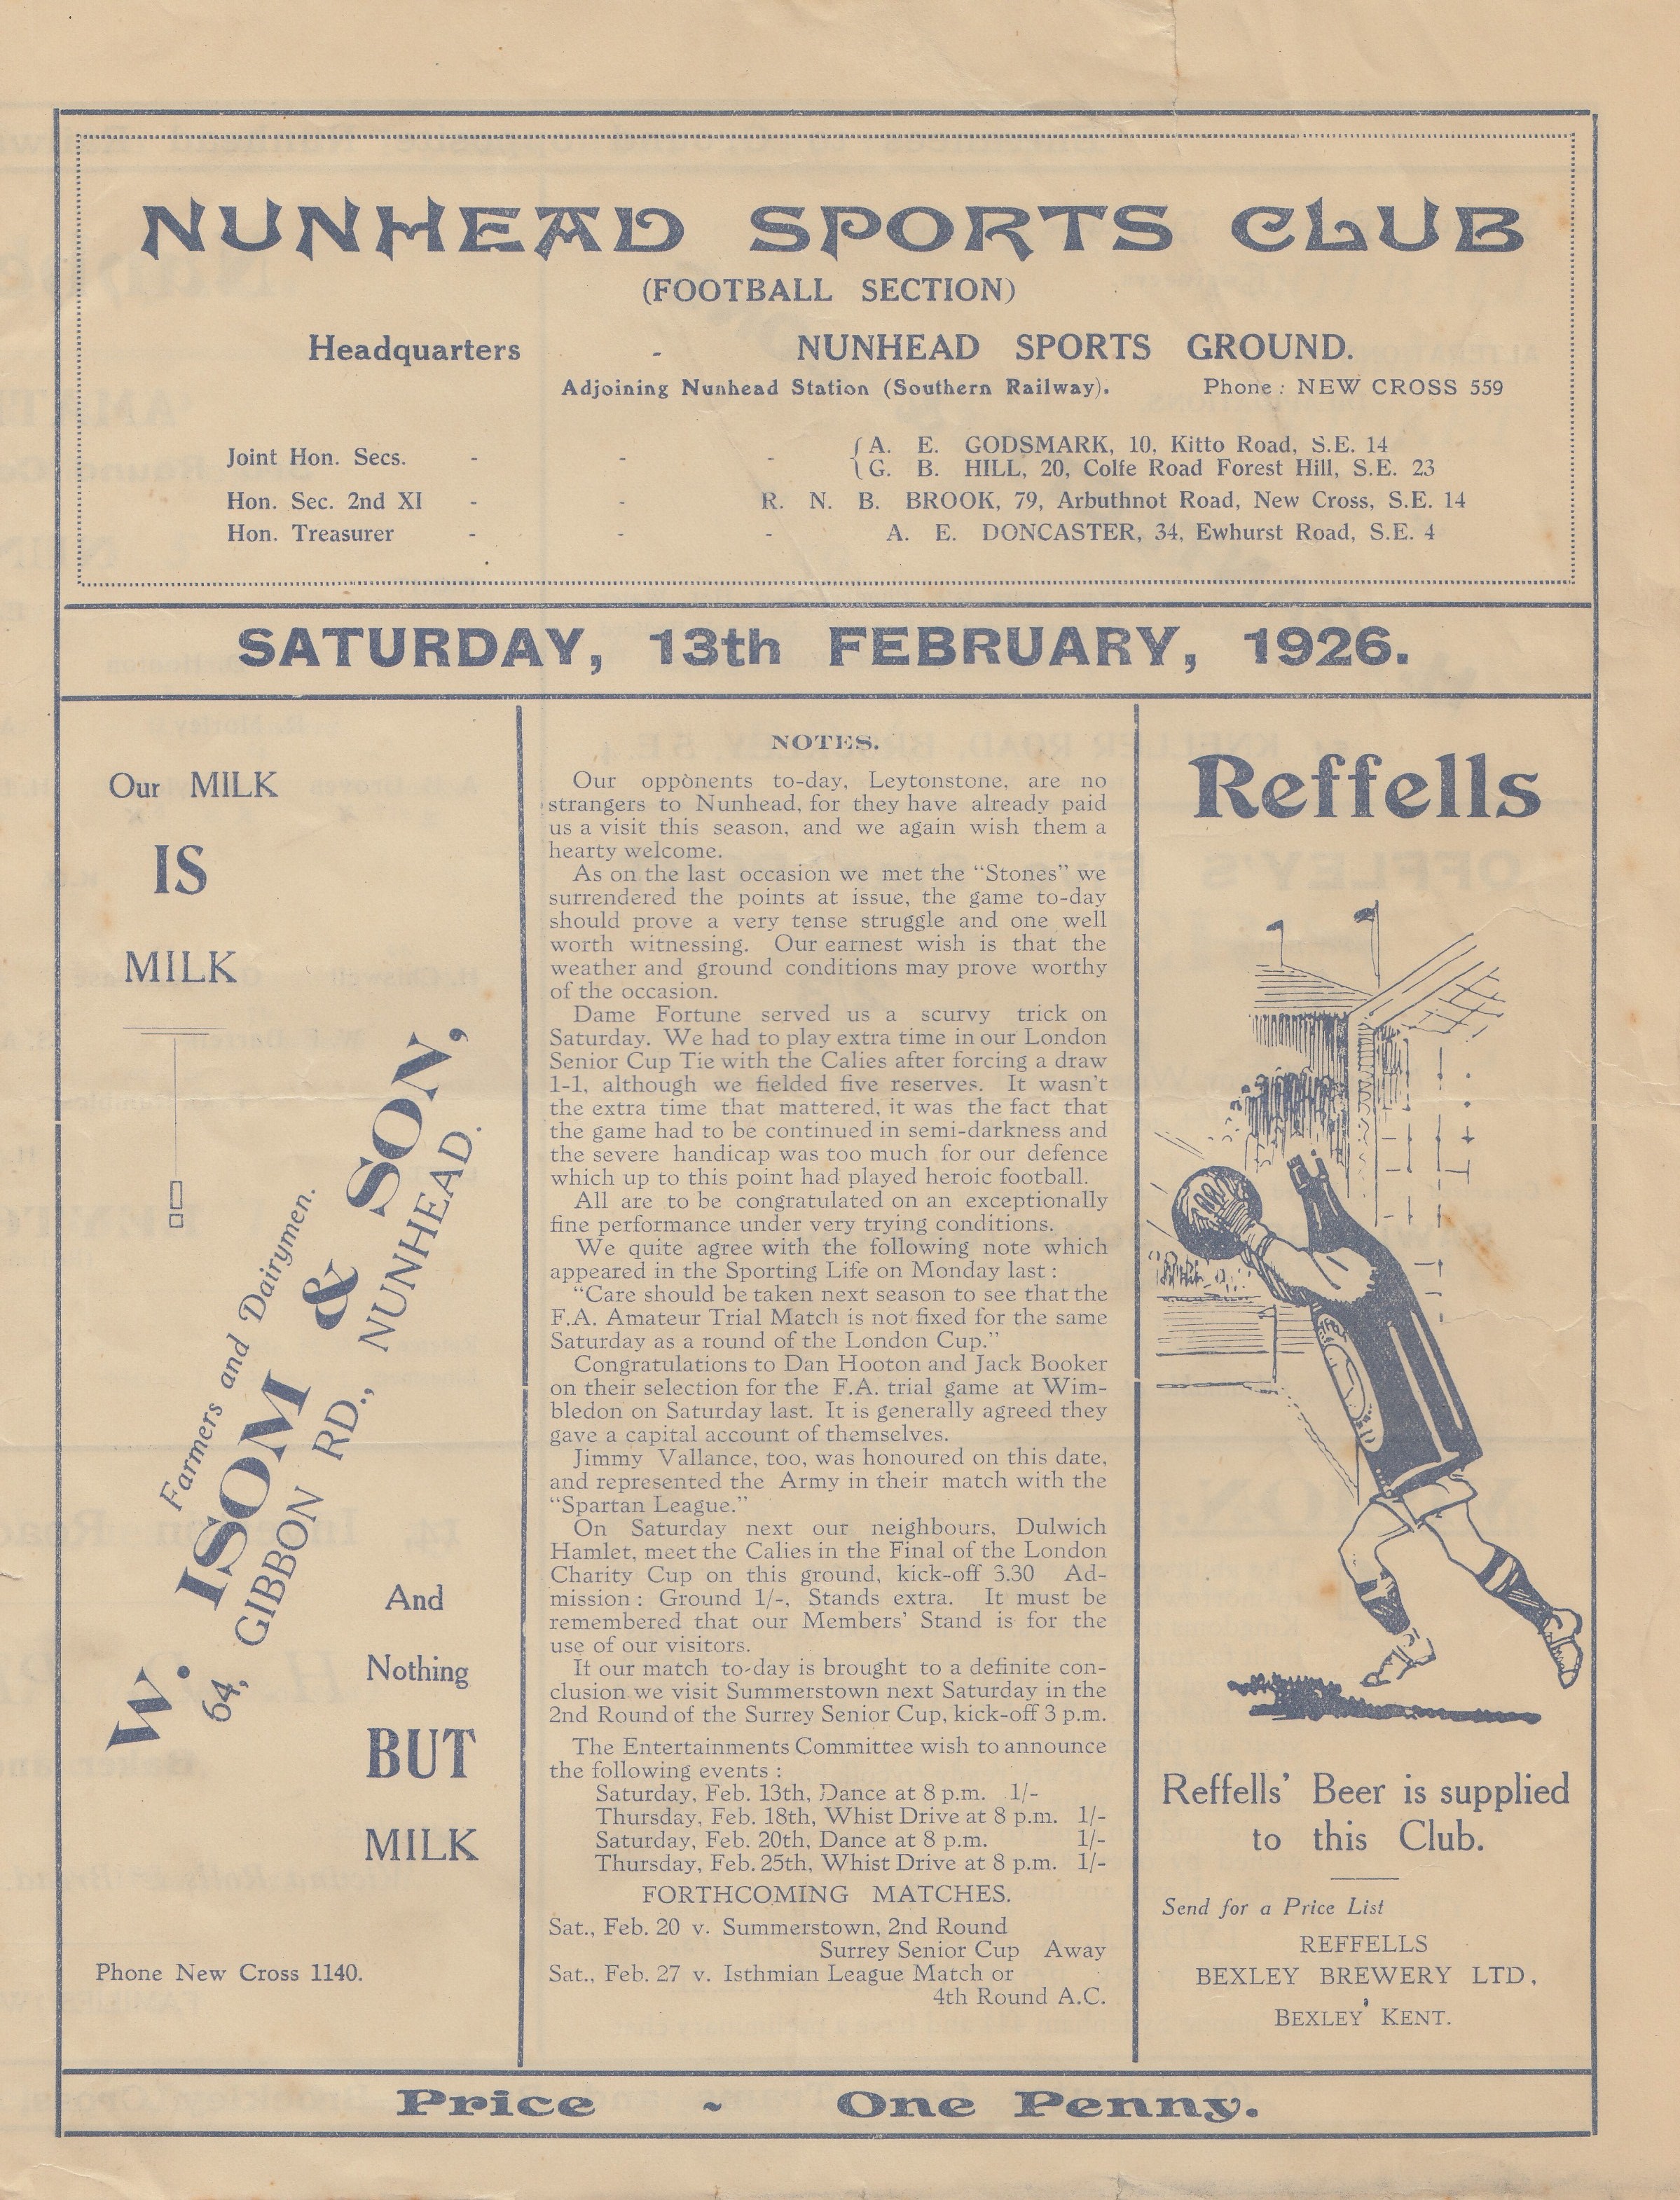 NUNHEAD SPORTS CLUB
(FOOTBALL SECTION)
Headquarters - NUNHEAD SPORTS GROUND.
Adjoining Nunhead Station (Southern Railway). Phone: NEW CROSS 559
Joint Hon. Secs. - - - { A. E. GODSMARK, 10, Kitto Road, S.E. 14
G. B. HILL, 20, Colfe Road Forest Hill, S.E. 23
Hon. Sec. 2nd XI - - R. N. B. BROOK, 79, Arbuthnot Road, New Cross, S.E. 14
Hon. Treasurer - - - A. E. DONCASTER, 34, Ewhurst Road, S.E. 4
SATURDAY, 13th FEBRUARY, 1926.
Our MILK
IS
MILK
Farmers and Dairymen.
W. ISOM & SON,
64, GIBBON RD., NUNHEAD.
And
Nothing
BUT
MILK
Phone New Cross 1140.
NOTES.
Our opponents to-day, Leytonstone, are no
strangers to Nunhead, for they have already paid
us a visit this season, and we again wish them a
hearty welcome.
As on the last occasion we met the "Stones" we
surrendered the points at issue, the game to-day
should prove a very tense struggle and one well
worth witnessing. Our earnest wish is that the
weather and ground conditions may prove worthy
of the occasion.
Dame Fortune served us a scurvy trick on
Saturday. We had to play extra time in our London
Senior Cup Tie with the Calies after forcing a draw
1-1, although we fielded five reserves. It wasn't
the extra time that mattered, it was the fact that
the game had to be continued in semi-darkness and
the severe handicap was too much for our defence
which up to this point had played heroic football.
All are to be congratulated on an exceptionally
fine performance under very trying conditions.
We quite agree with the following note which
appeared in the Sporting Life on Monday last:
"Care should be taken next season to see that the
F.A. Amateur Trial Match is not fixed for the same
Saturday as a round of the London Cup."
Congratulations to Dan Hooton and Jack Booker
on their selection for the F.A. trial game at Wim-
bledon on Saturday last. It is generally agreed they
gave a capital account of themselves.
Jimmy Vallance, too, was honoured on this date,
and represented the Army in their match with the
"Spartan League."
On Saturday next our neighbours, Dulwich
Hamlet, meet the Calies in the Final of the London
Charity Cup on this ground, kick-off 3.30 Ad-
mission: Ground 1/-, Stands extra. It must be
remembered that our Members' Stand is for the
use of our visitors.
If our match to-day is brought to a definite con-
clusion we visit Summerstown next Saturday in the
2nd Round of the Surrey Senior Cup, kick-off 3 p.m.
The Entertainments Committee wish to announce
the following events:
Saturday, Feb. 13th, Dance at 8 p.m. 1/-
Thursday, Feb. 18th, Whist Drive at 8 p.m. 1/-
Saturday, Feb. 20th, Dance at 8 p.m. 1/-
Thursday, Feb. 25th, Whist Drive at 8 p.m. 1/-
FORTHCOMING MATCHES.
Sat., Feb. 20 v. Summerstown, 2nd Round
Surrey Senior Cup Away
Sat., Feb. 27 v. Isthmian League Match or
4th Round A.C.
Reffells
Reffells' Beer is supplied
to this Club.
Send for a Price List
REFFELLS
BEXLEY BREWERY LTD,
BEXLEY' KENT.
Price - One Penny.